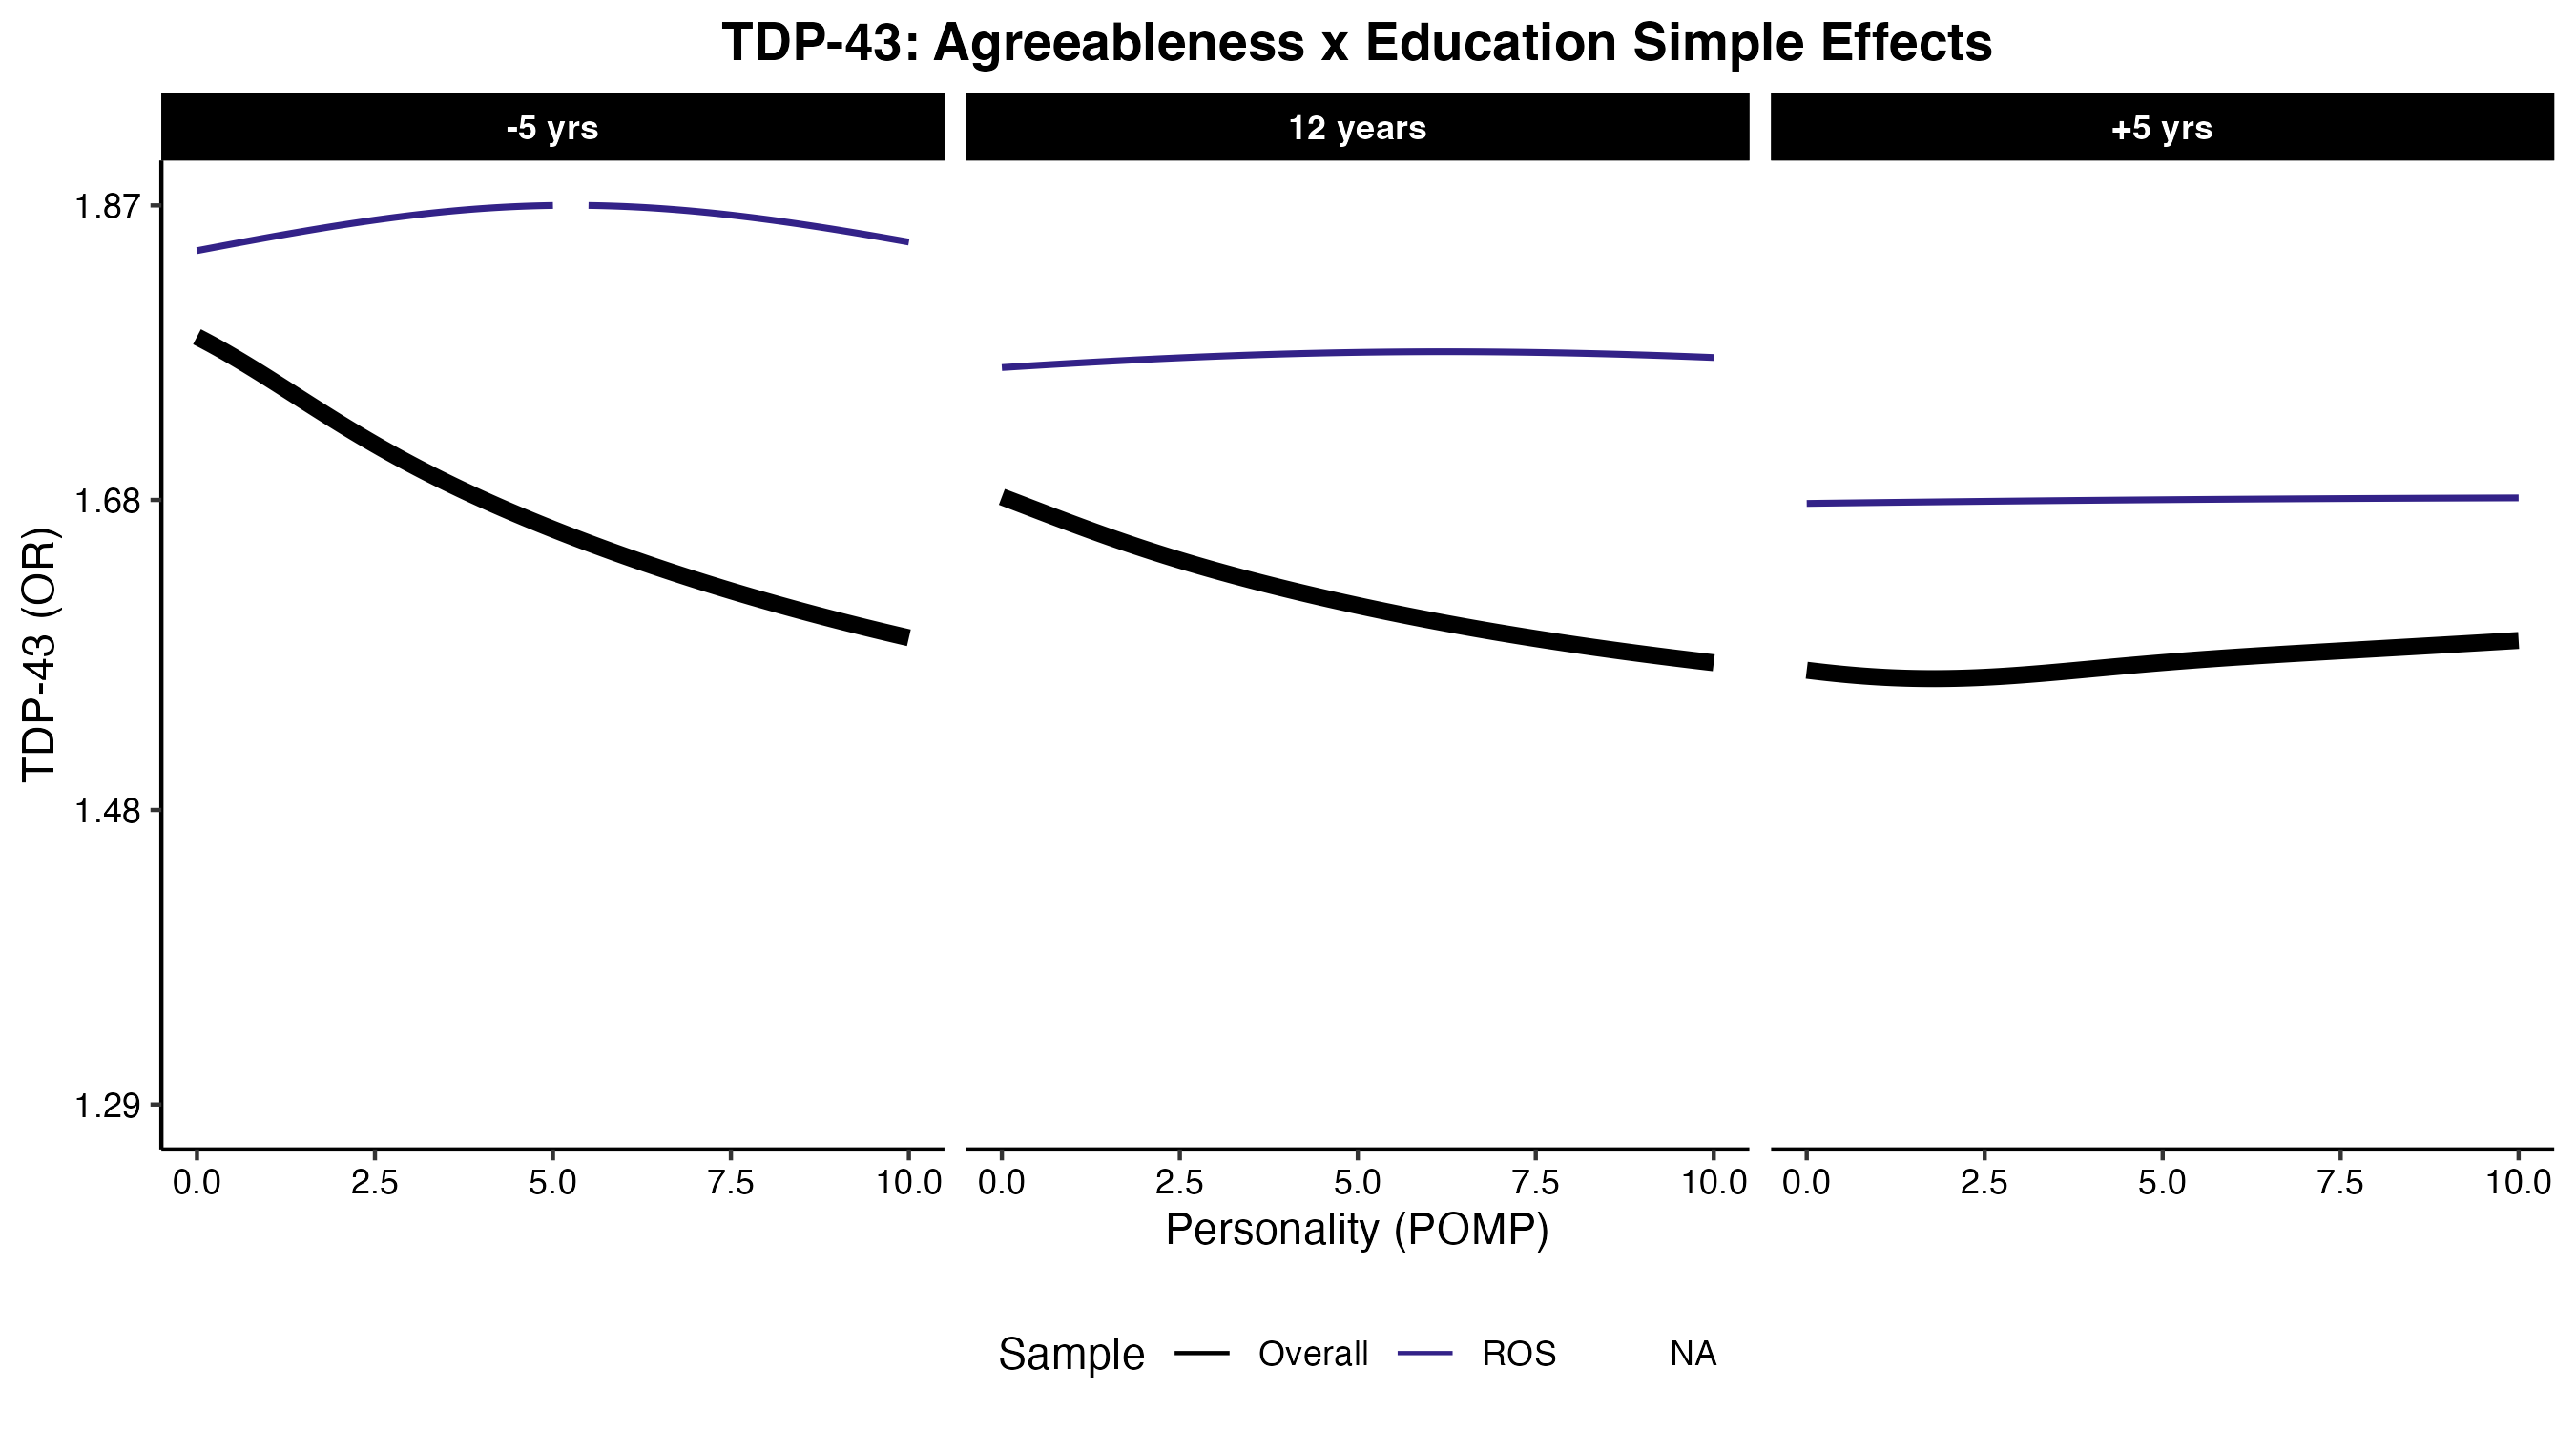 TDP-43: Agreeableness x Education Simple Effects
-5 yrs
12 years
+5 yrs
TDP-43 (OR)
1.87
1.68
1.48
1.29
0.0 2.5 5.0 7.5 10.0
0.0 2.5 5.0 7.5 10.0
0.0 2.5 5.0 7.5 10.0
Personality (POMP)
Sample Overall ROS NA